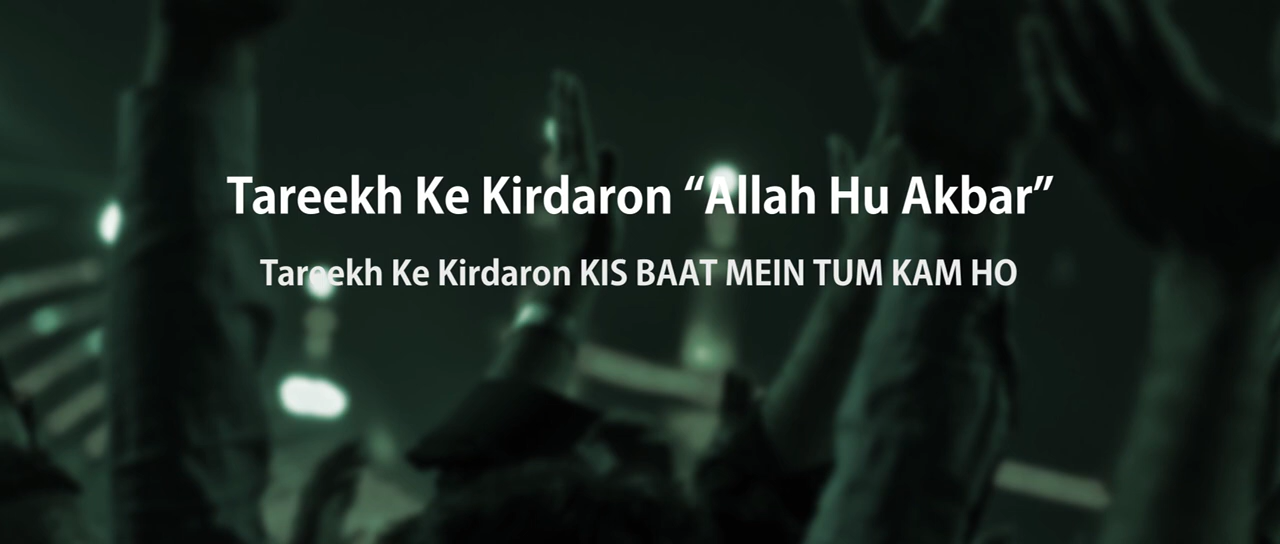 Tareekh Ke Kirdaron “Allah Hu Akbar”
Tareekh Ke Kirdaron KIS BAAT MEIN TUM KAM HO